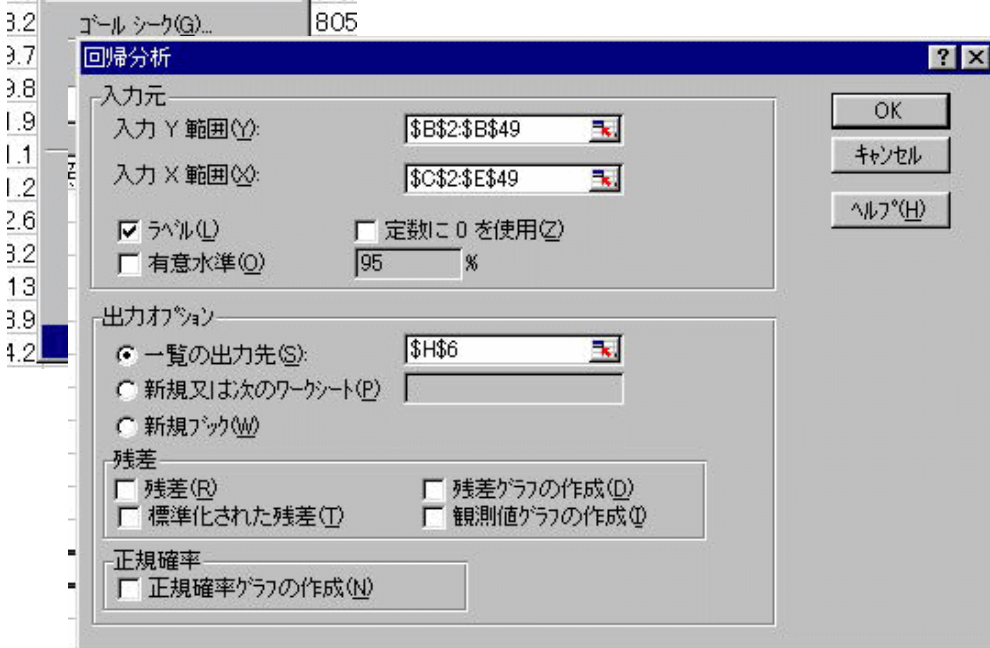 3.2
ゴール シーク(G)...
805
9.7
9.8
1.9
1.1
1.2
2.6
3.2
13
3.9
4.2
回帰分析
入力元
入力 Y 範囲(Y):
$B$2:$B$49
入力 X 範囲(X):
$C$2:$E$49
ラベル(L)
定数に 0 を使用(Z)
有意水準(O)
95
%
OK
キャンセル
ヘルプ(H)
出力オプション
一覧の出力先(S):
$H$6
新規又は次のワークシート(P)
新規ブック(W)
残差
残差(R)
残差グラフの作成(D)
標準化された残差(T)
観測値グラフの作成(I)
正規確率
正規確率グラフの作成(N)